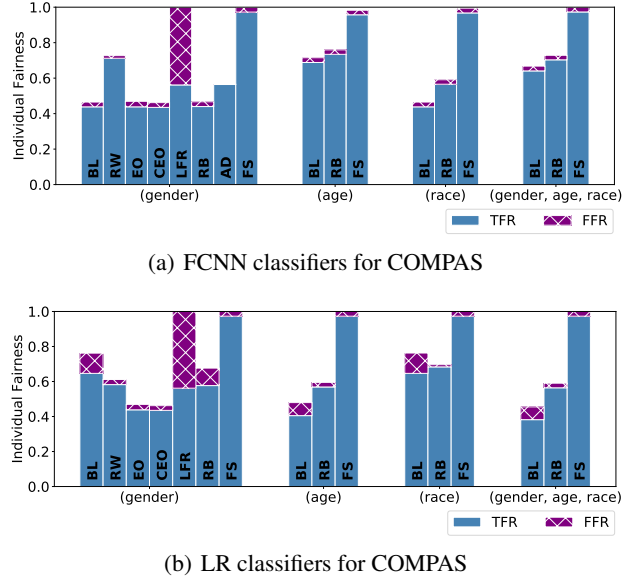 1.0
0.8
0.6
0.4
0.2
0.0
Individual Fairness
BL RW EO CEO LFR RB AD FS BL RB FS BL RB FS BL RB FS
(gender) (age) (race) (gender, age, race)
TFR FFR
(a) FCNN classifiers for COMPAS
1.0
0.8
0.6
0.4
0.2
0.0
Individual Fairness
BL RW EO CEO LFR RB FS BL RB FS BL RB FS BL RB FS
(gender) (age) (race) (gender, age, race)
TFR FFR
(b) LR classifiers for COMPAS